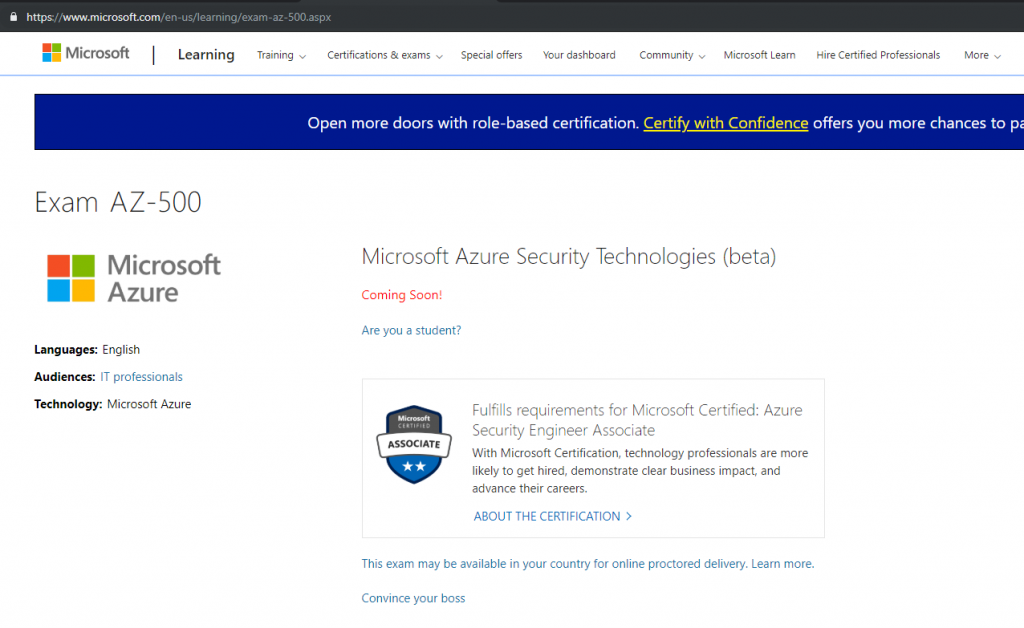 https://www.microsoft.com/en-us/learning/exam-az-500.aspx
Microsoft | Learning Training Certifications & exams Special offers Your dashboard Community Microsoft Learn Hire Certified Professionals More
Open more doors with role-based certification. Certify with Confidence offers you more chances to pa
Exam AZ-500
Microsoft
Azure
Languages: English
Audiences: IT professionals
Technology: Microsoft Azure
Microsoft Azure Security Technologies (beta)
Coming Soon!
Are you a student?
Microsoft
CERTIFIED
ASSOCIATE
Fulfills requirements for Microsoft Certified: Azure
Security Engineer Associate
With Microsoft Certification, technology professionals are more
likely to get hired, demonstrate clear business impact, and
advance their careers.
ABOUT THE CERTIFICATION >
This exam may be available in your country for online proctored delivery. Learn more.
Convince your boss